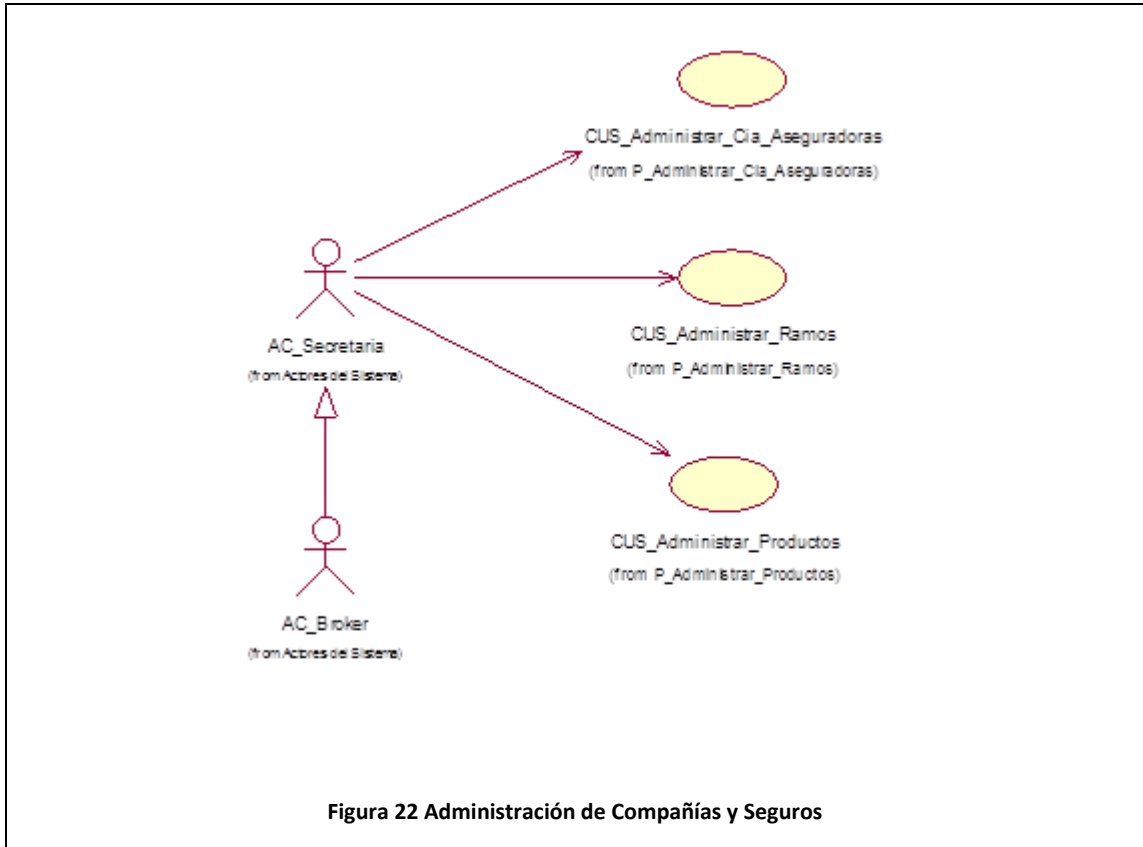 CUS_Administrar_Cia_Aseguradoras
(from P_Administrar_Cia_Aseguradoras)
AC_Secretaria
(from Actores del Sistema)
CUS_Administrar_Ramos
(from P_Administrar_Ramos)
CUS_Administrar_Productos
(from P_Administrar_Productos)
AC_Broker
(from Actores del Sistema)
Figura 22 Administración de Compañías y Seguros